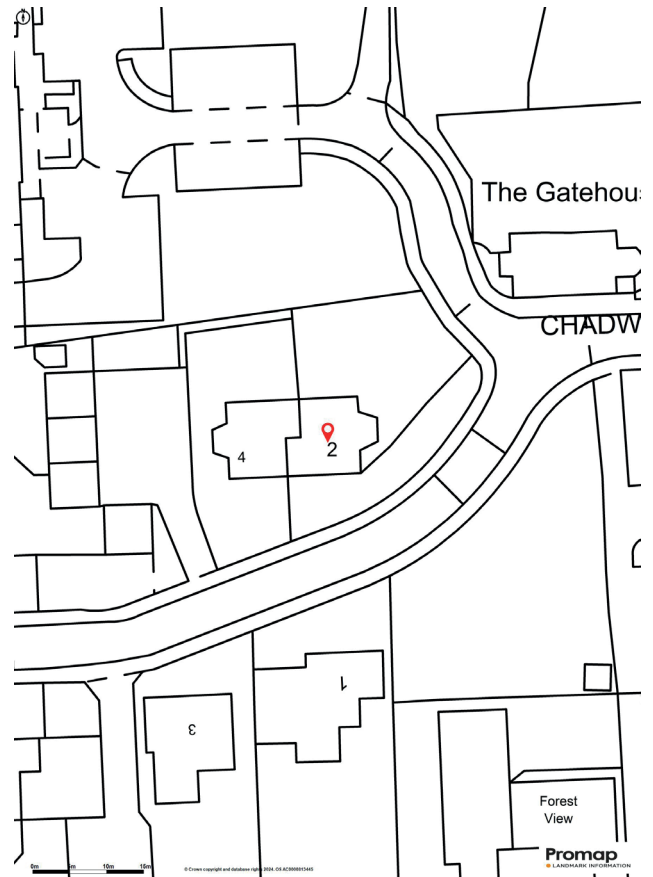 N
The Gatehou
CHADW
4
2
1
3
Forest
View
0m 5m 10m 15m
© Crown copyright and database rights 2024. OS AC0000813445
Promap
LANDMARK INFORMATION